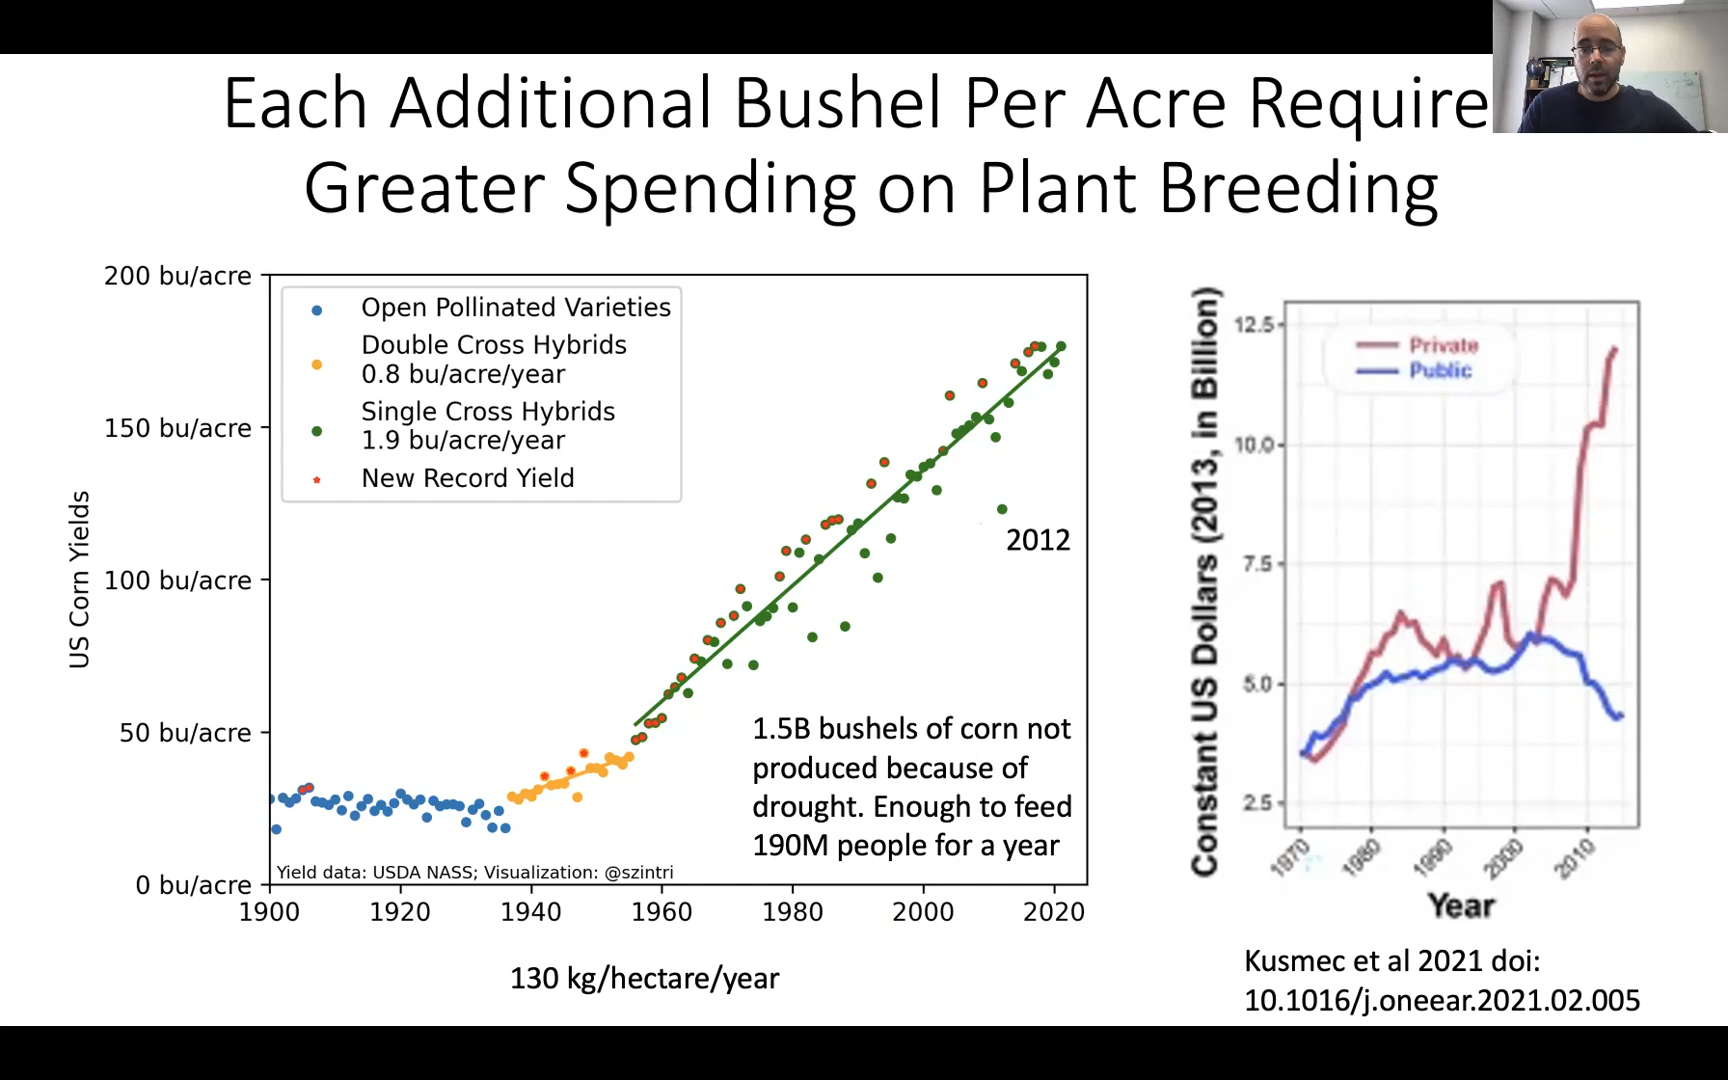 Each Additional Bushel Per Acre Require
Greater Spending on Plant Breeding
200 bu/acre
150 bu/acre
100 bu/acre
50 bu/acre
0 bu/acre
US Corn Yields
Open Pollinated Varieties
Double Cross Hybrids
0.8 bu/acre/year
Single Cross Hybrids
1.9 bu/acre/year
New Record Yield
2012
1.5B bushels of corn not
produced because of
drought. Enough to feed
190M people for a year
Yield data: USDA NASS; Visualization: @szintri
1900 1920 1940 1960 1980 2000 2020
130 kg/hectare/year
Constant US Dollars (2013, in Billion)
12.5
10.0
7.5
5.0
2.5
Private
Public
1970 1980 1990 2000 2010
Year
Kusmec et al 2021 doi:
10.1016/j.oneear.2021.02.005